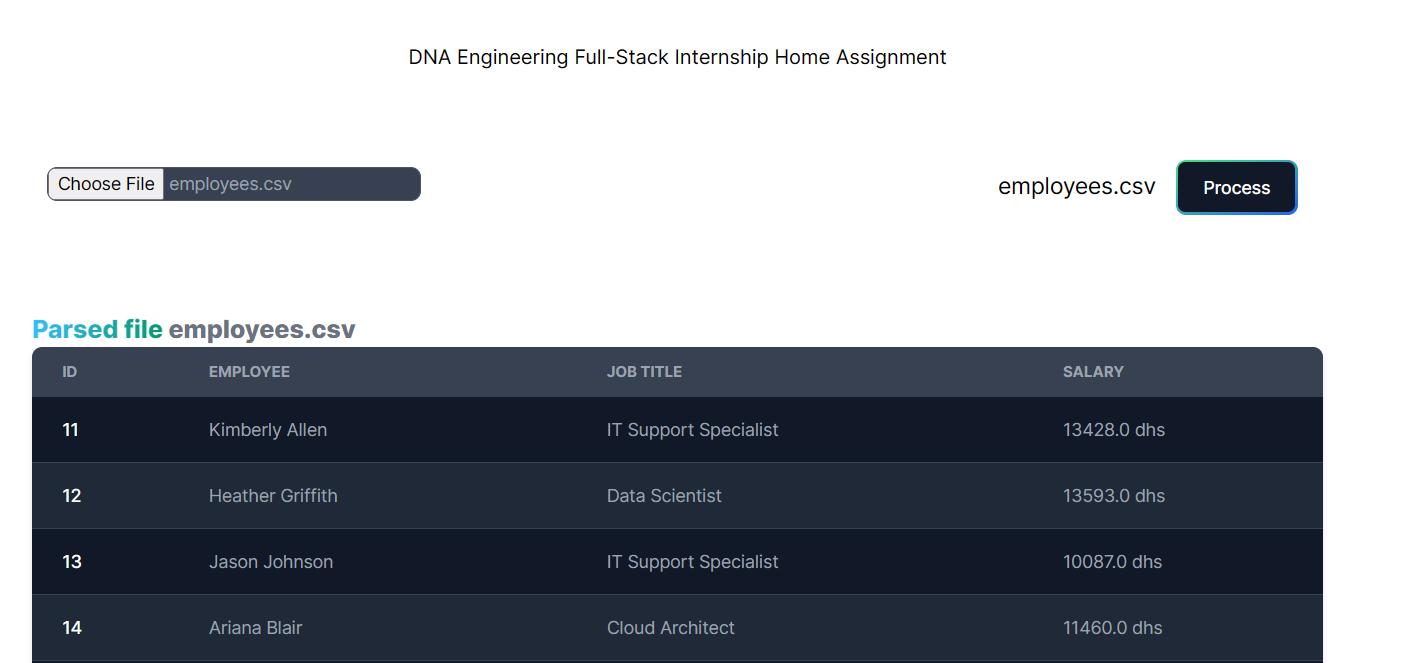 DNA Engineering Full-Stack Internship Home Assignment
Choose File employees.csv employees.csv Process
Parsed file employees.csv
ID EMPLOYEE JOB TITLE SALARY
11 Kimberly Allen IT Support Specialist 13428.0 dhs
12 Heather Griffith Data Scientist 13593.0 dhs
13 Jason Johnson IT Support Specialist 10087.0 dhs
14 Ariana Blair Cloud Architect 11460.0 dhs